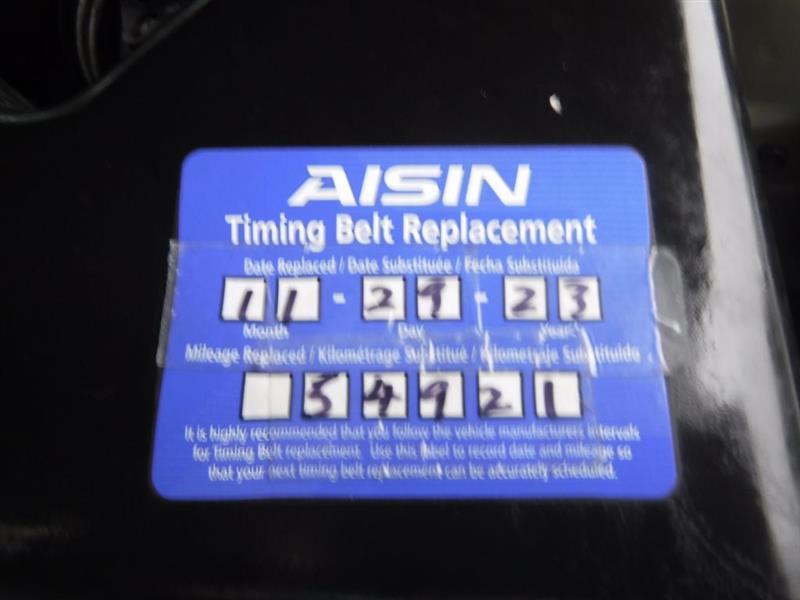 AISIN
Timing Belt Replacement
Date Replaced / Date Substituée / Fecha Substituida
11 - 29 - 23
Month Day Year
Mileage Replaced / Kilométrage Substitué / Kilometraje Substituido
54921
It is highly recommended that you follow the vehicle manufacturers intervals
for Timing Belt replacement. Use this label to record date and mileage so
that your next timing belt replacement can be accurately scheduled.